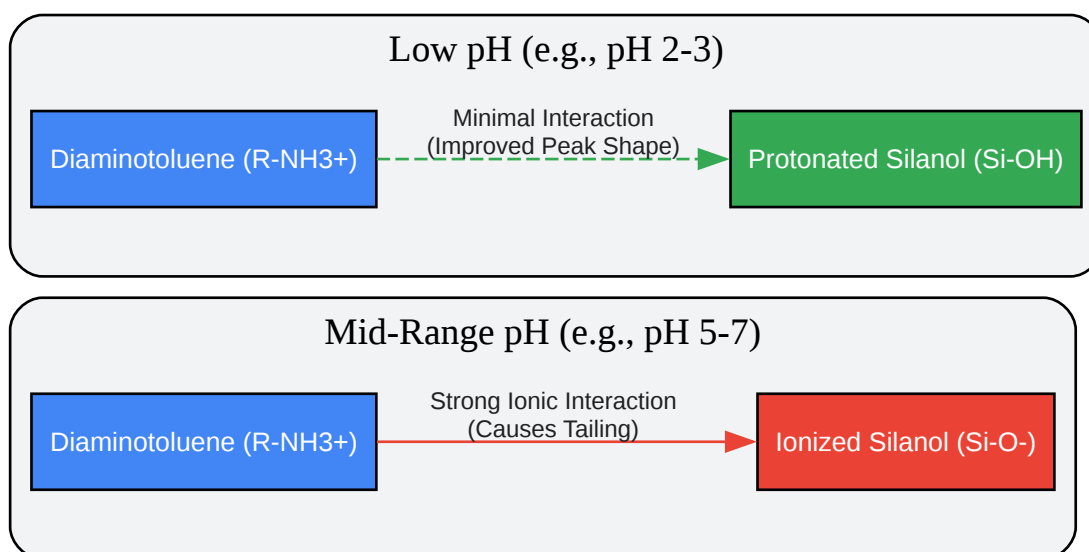 Low pH (e.g., pH 2-3)
Diaminotoluene (R-NH3+)
Minimal Interaction
(Improved Peak Shape)
Protonated Silanol (Si-OH)
Mid-Range pH (e.g., pH 5-7)
Diaminotoluene (R-NH3+)
Strong Ionic Interaction
(Causes Tailing)
Ionized Silanol (Si-O-)